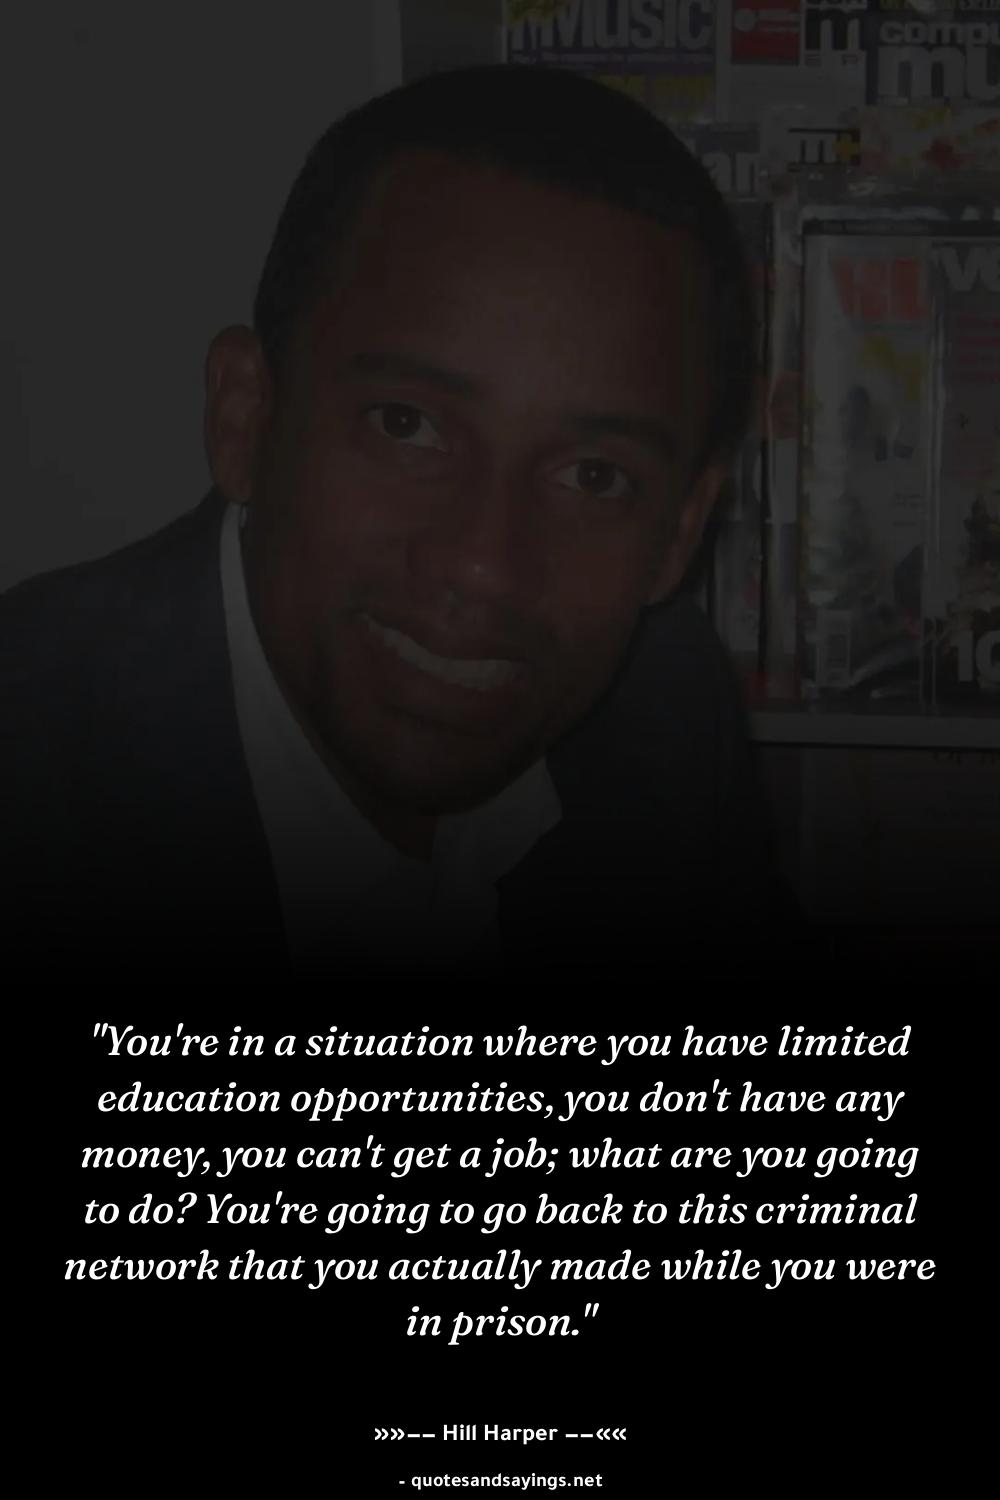 Music
"You're in a situation where you have limited
education opportunities, you don't have any
money, you can't get a job; what are you going
to do? You're going to go back to this criminal
network that you actually made while you were
in prison."
»»–– Hill Harper ––««
- quotesandsayings.net